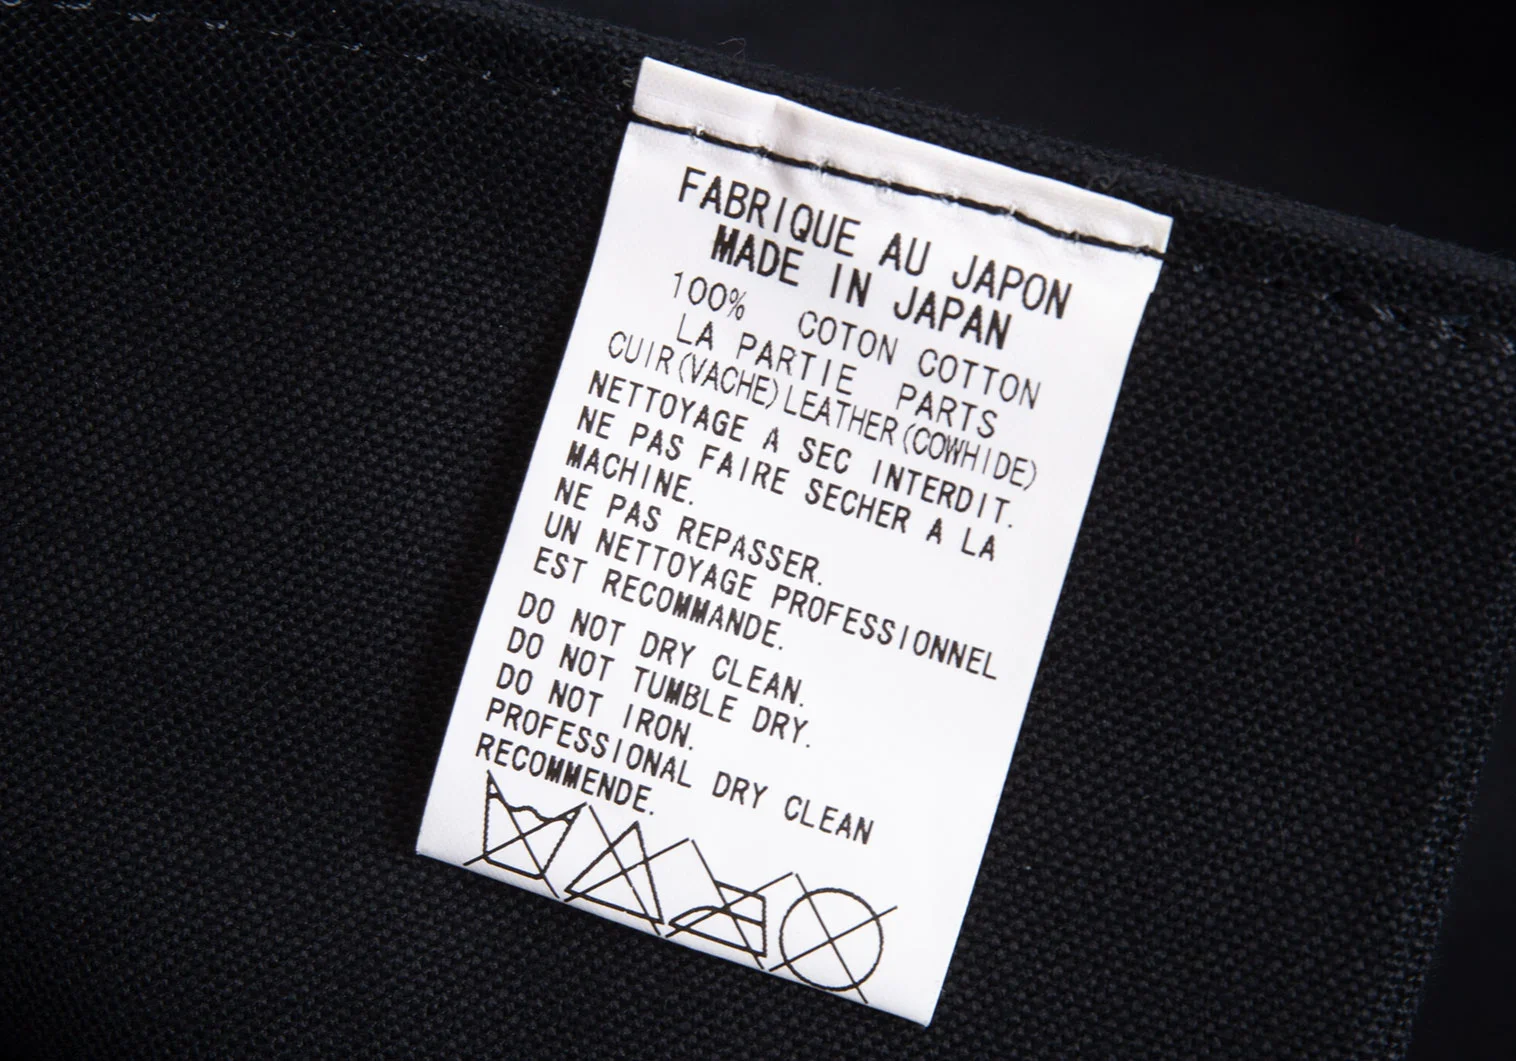 FABRIQUE AU JAPON
MADE IN JAPAN
100% COTON COTTON
LA PARTIE PARTS
CUIR(VACHE)LEATHER(COWHIDE)
NETTOYAGE A SEC INTERDIT.
NE PAS FAIRE SECHER A LA
MACHINE.
NE PAS REPASSER.
UN NETTOYAGE PROFESSIONNEL
EST RECOMMANDE.
DO NOT DRY CLEAN.
DO NOT TUMBLE DRY.
DO NOT IRON.
PROFESSIONAL DRY CLEAN
RECOMMENDE.